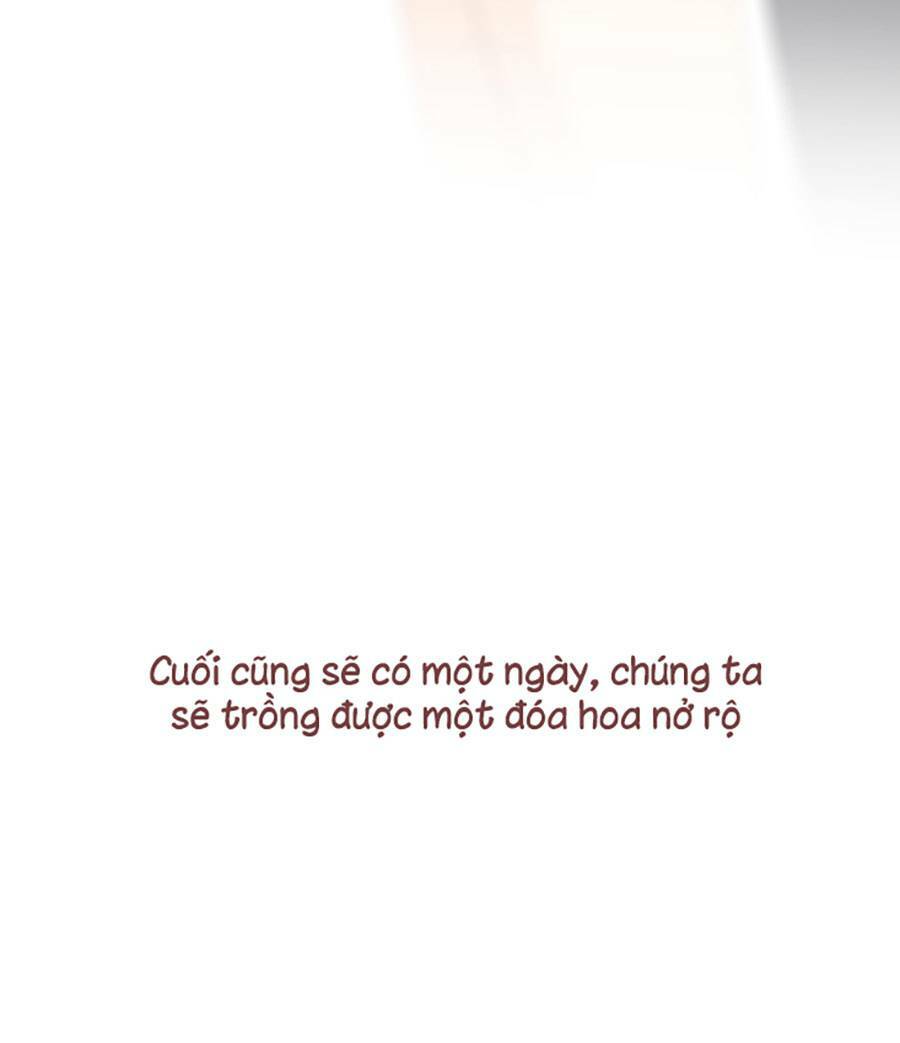 Cuối cũng sẽ có một ngày, chúng ta
sẽ trồng được một đóa hoa nở rộ